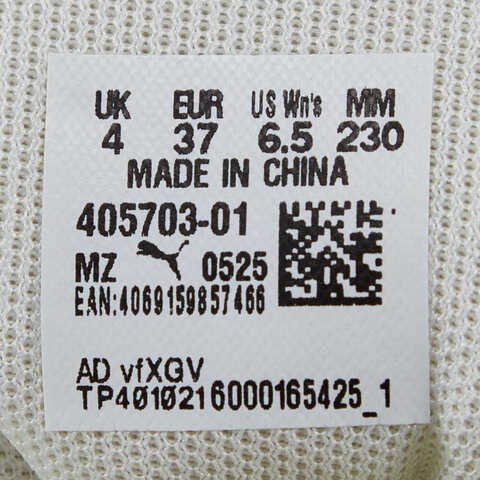 UK EUR US Wn's MM
4 37 6.5 230
MADE IN CHINA
405703-01
MZ 0525
EAN:4069159857466
AD vfXGV
TP4010216000165425_1